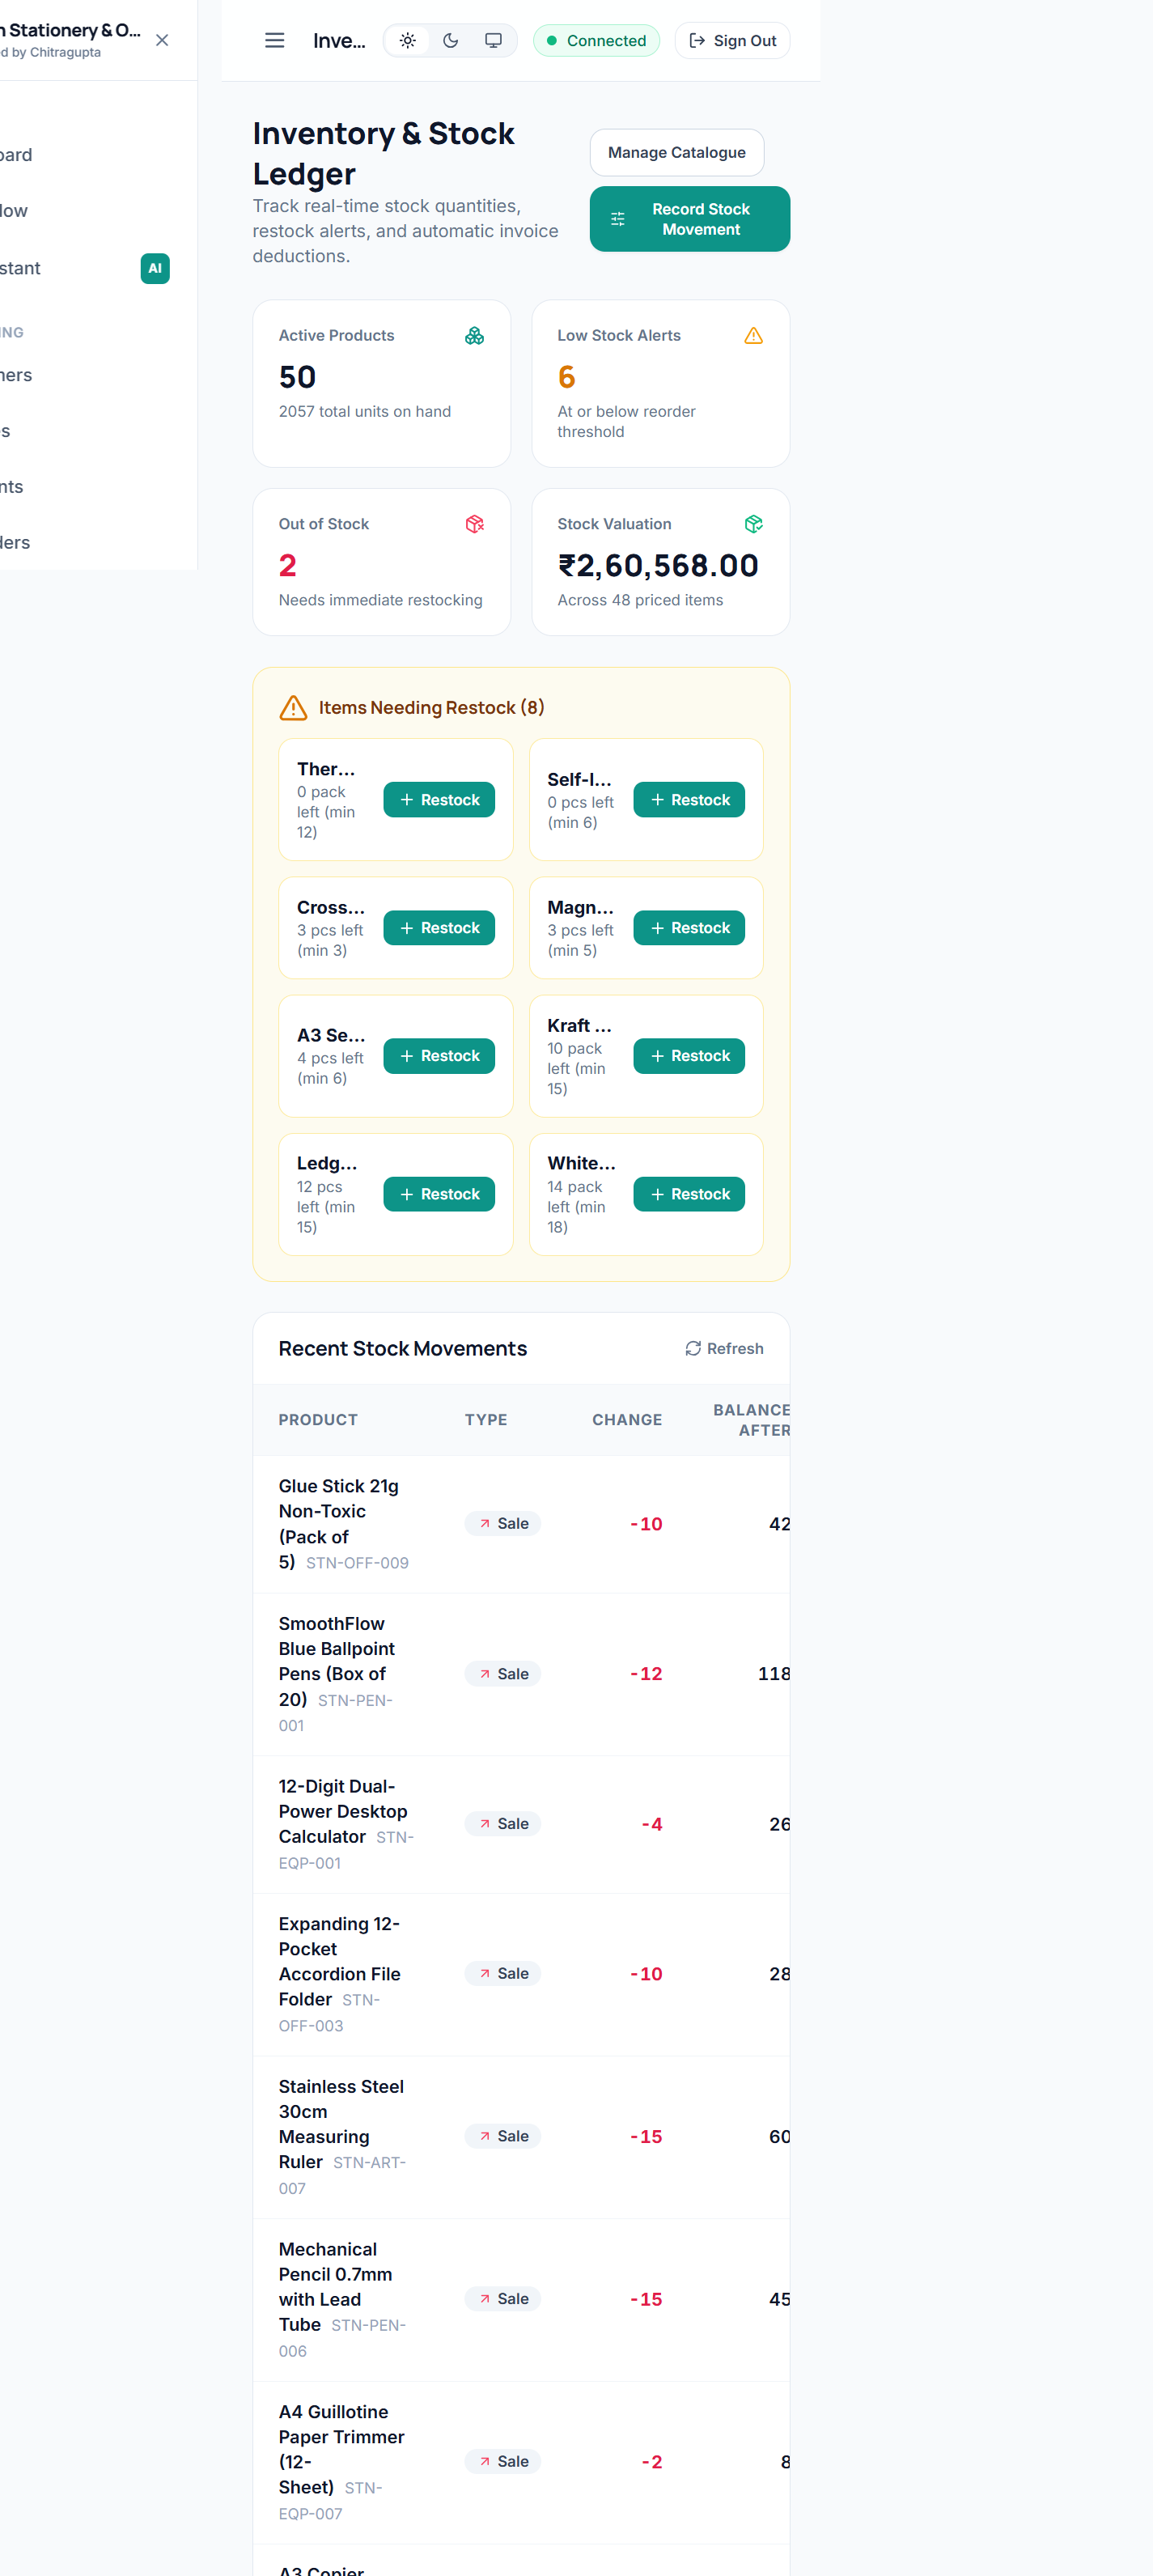 n Stationery & O...
ed by Chitragupta
oard
low
stant
AI
NG
ners
s
nts
ders
Inve...
Connected
Sign Out
Inventory & Stock
Ledger
Track real-time stock quantities,
restock alerts, and automatic invoice
deductions.
Manage Catalogue
Record Stock
Movement
Active Products
50
2057 total units on hand
Low Stock Alerts
6
At or below reorder
threshold
Out of Stock
2
Needs immediate restocking
Stock Valuation
₹2,60,568.00
Across 48 priced items
Items Needing Restock (8)
Ther...
0 pack
left (min
12)
+ Restock
Self-I...
0 pcs left
(min 6)
+ Restock
Cross...
3 pcs left
(min 3)
+ Restock
Magn...
3 pcs left
(min 5)
+ Restock
A3 Se...
4 pcs left
(min 6)
+ Restock
Kraft ...
10 pack
left (min
15)
+ Restock
Ledg...
12 pcs
left (min
15)
+ Restock
White...
14 pack
left (min
18)
+ Restock
Recent Stock Movements
Refresh
PRODUCT TYPE CHANGE BALANCE
AFTER
Glue Stick 21g
Non-Toxic
(Pack of
5) STN-OFF-009
Sale
-10
42
SmoothFlow
Blue Ballpoint
Pens (Box of
20) STN-PEN-
001
Sale
-12
118
12-Digit Dual-
Power Desktop
Calculator STN-
EQP-001
Sale
-4
26
Expanding 12-
Pocket
Accordion File
Folder STN-
OFF-003
Sale
-10
28
Stainless Steel
30cm
Measuring
Ruler STN-ART-
007
Sale
-15
60
Mechanical
Pencil 0.7mm
with Lead
Tube STN-PEN-
006
Sale
-15
45
A4 Guillotine
Paper Trimmer
(12-
Sheet) STN-
EQP-007
Sale
-2
8
A3 Copier